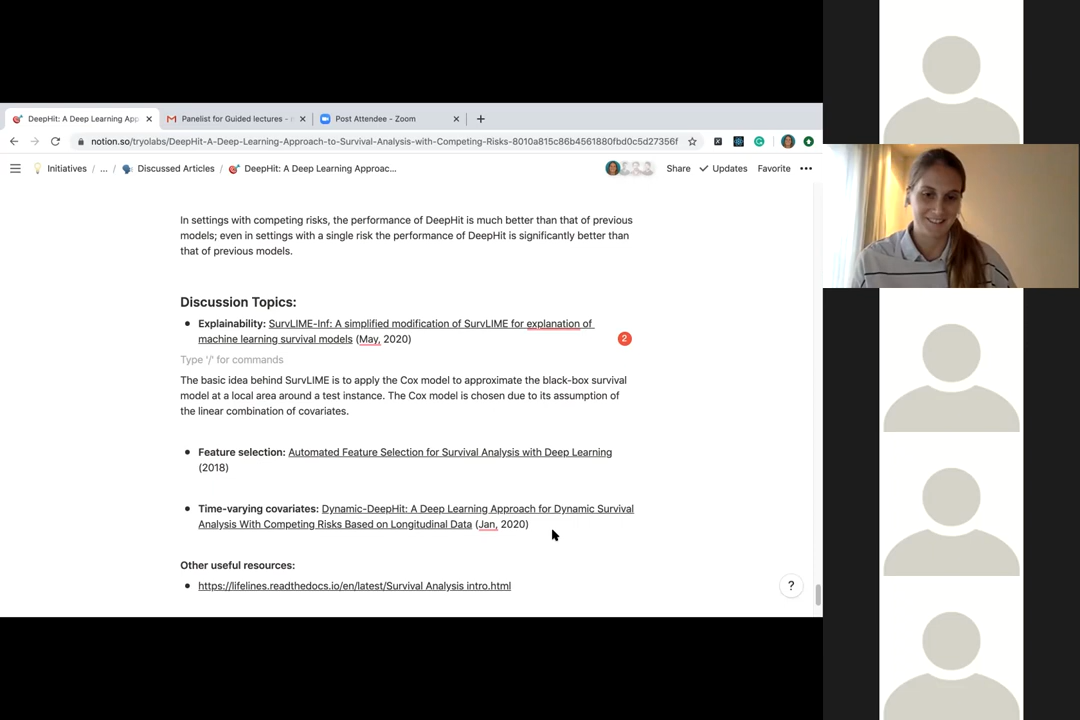 DeepHit: A Deep Learning App
Panelist for Guided lectures -
Post Attendee - Zoom
notion.so/tryolabs/DeepHit-A-Deep-Learning-Approach-to-Survival-Analysis-with-Competing-Risks-8010a815c86b4561880fbd0c5d27356f
Initiatives / ... / Discussed Articles / DeepHit: A Deep Learning Approac...
Share Updates Favorite
In settings with competing risks, the performance of DeepHit is much better than that of previous
models; even in settings with a single risk the performance of DeepHit is significantly better than
that of previous models.
Discussion Topics:
Explainability: SurvLIME-Inf: A simplified modification of SurvLIME for explanation of
machine learning survival models (May, 2020)
2
Type '/' for commands
The basic idea behind SurvLIME is to apply the Cox model to approximate the black-box survival
model at a local area around a test instance. The Cox model is chosen due to its assumption of
the linear combination of covariates.
Feature selection: Automated Feature Selection for Survival Analysis with Deep Learning
(2018)
Time-varying covariates: Dynamic-DeepHit: A Deep Learning Approach for Dynamic Survival
Analysis With Competing Risks Based on Longitudinal Data (Jan, 2020)
Other useful resources:
https://lifelines.readthedocs.io/en/latest/Survival Analysis intro.html
?